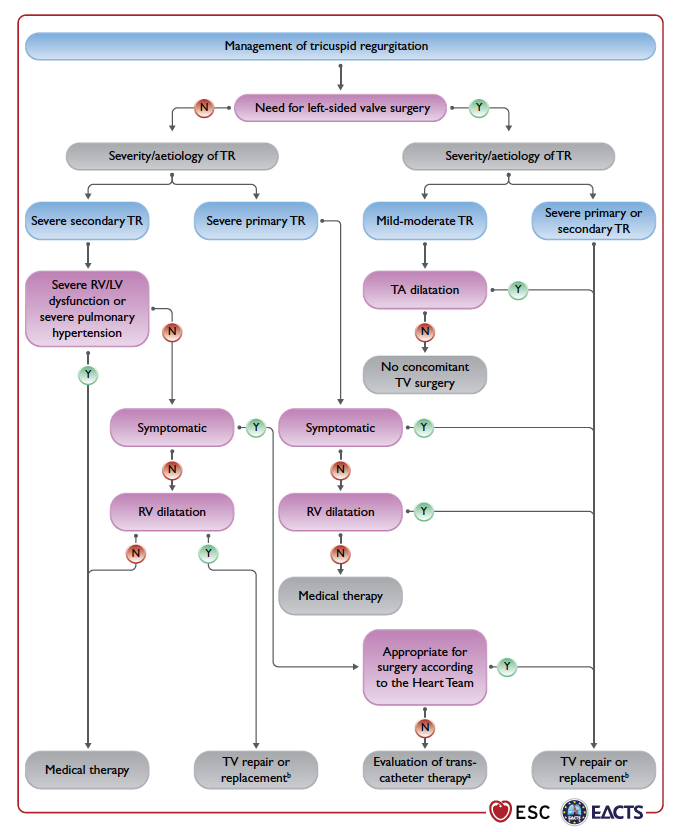 Management of tricuspid regurgitation
N
Need for left-sided valve surgery
Y
Severity/aetiology of TR
Severity/aetiology of TR
Severe secondary TR
Severe primary TR
Mild-moderate TR
Severe primary or
secondary TR
Severe RV/LV
dysfunction or
severe pulmonary
hypertension
TA dilatation
Y
N
N
Y
No concomitant
TV surgery
Symptomatic
Y
Symptomatic
Y
N
N
RV dilatation
RV dilatation
Y
N
Y
N
Medical therapy
Appropriate for
surgery according
to the Heart Team
Y
N
Medical therapy
TV repair or
replacementᵇ
Evaluation of trans-
catheter therapyᵃ
TV repair or
replacementᵇ
ESC
EACTS
EΔCTS